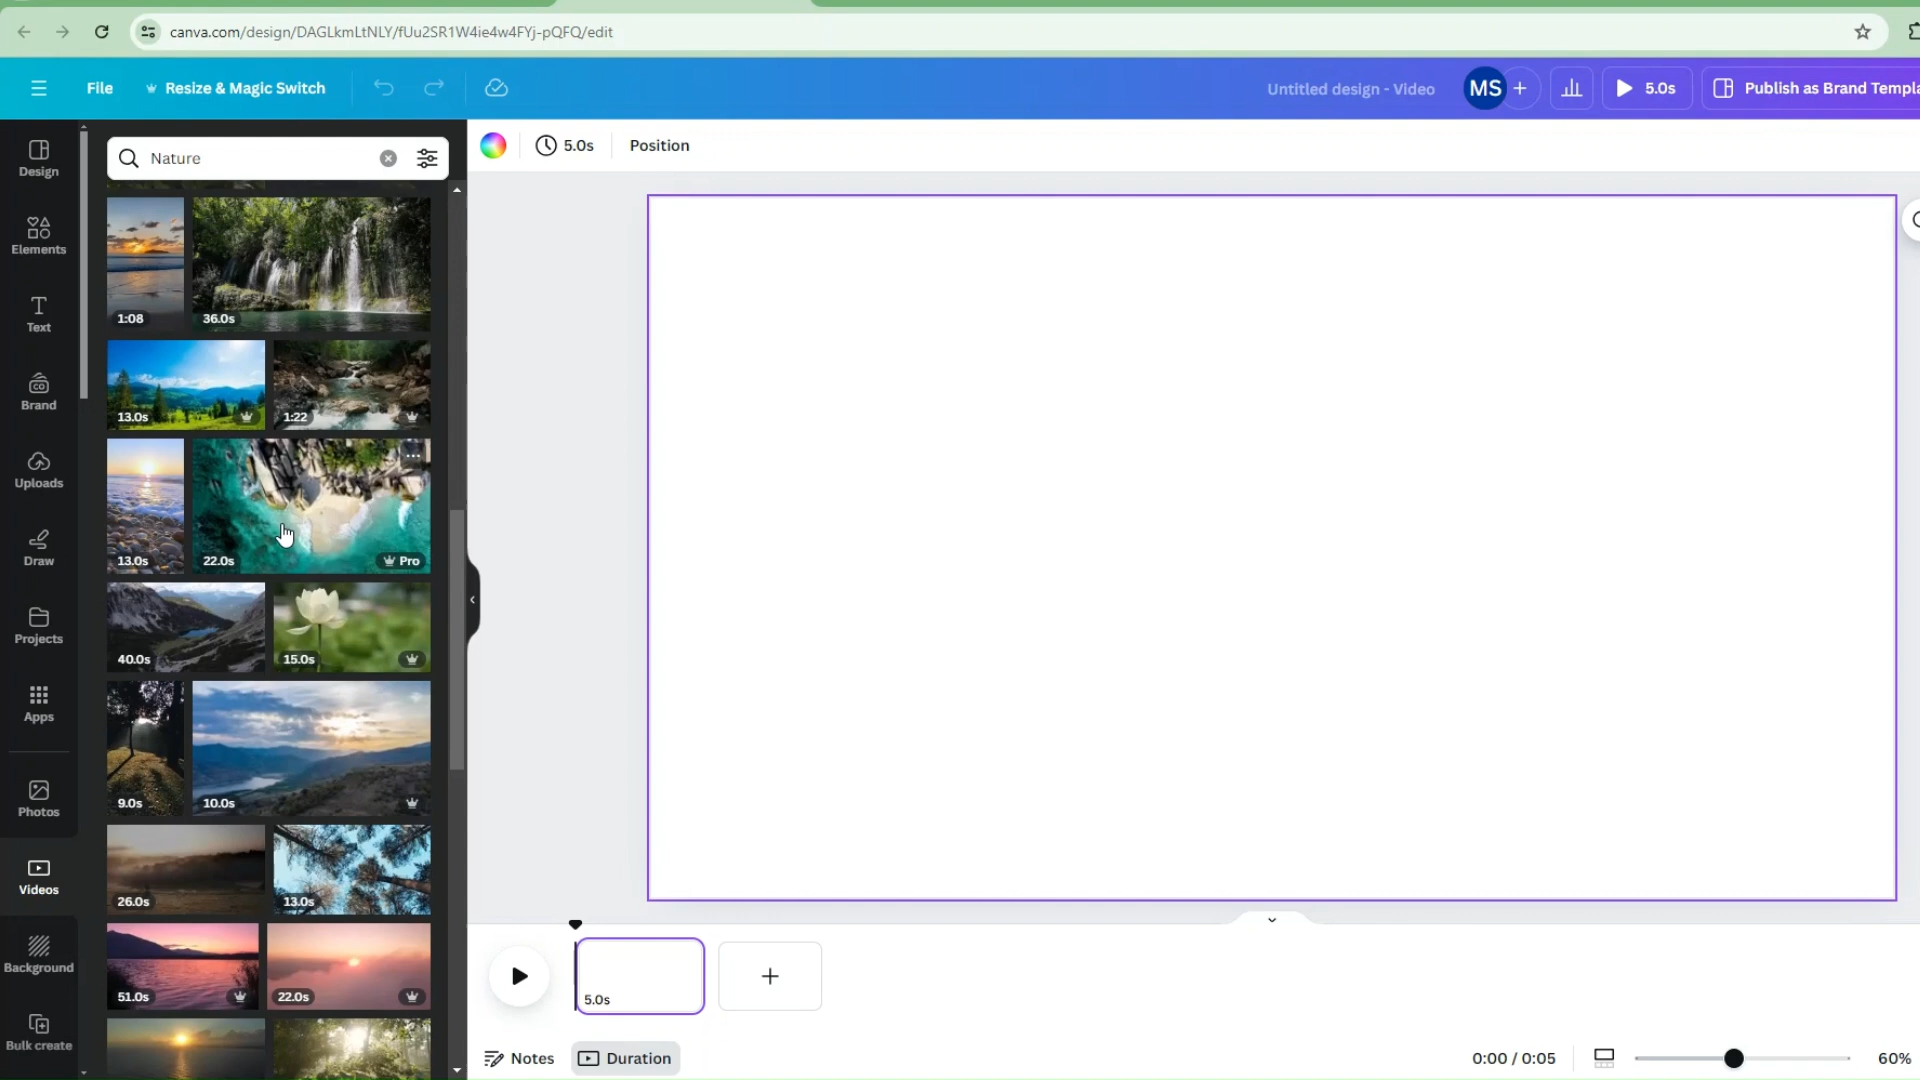 canva.com/design/DAGLkmLtNLY/fUu2SR1W4ie4w4FYj-pQFQ/edit
File
Resize & Magic Switch
Untitled design - Video
MS
5.0s
Publish as Brand Templa
Design
Elements
Text
Brand
Uploads
Draw
Projects
Apps
Photos
Videos
Background
Bulk create
Nature
1:08
36.0s
13.0s
1:22
13.0s
22.0s
Pro
40.0s
15.0s
9.0s
10.0s
26.0s
13.0s
51.0s
22.0s
5.0s
Position
5.0s
Notes
Duration
0:00 / 0:05
60%